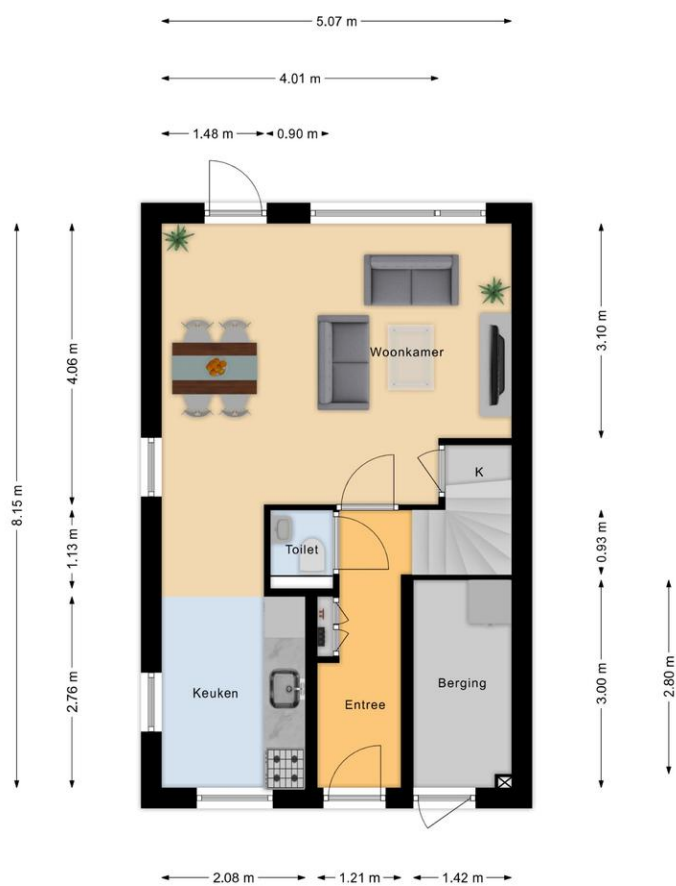 5.07 m
4.01 m
1.48 m
0.90 m
8.15 m
4.06 m
3.10 m
Woonkamer
K
1.13 m
Toilet
0.93 m
2.76 m
Keuken
Entree
Berging
3.00 m
2.80 m
2.08 m
1.21 m
1.42 m